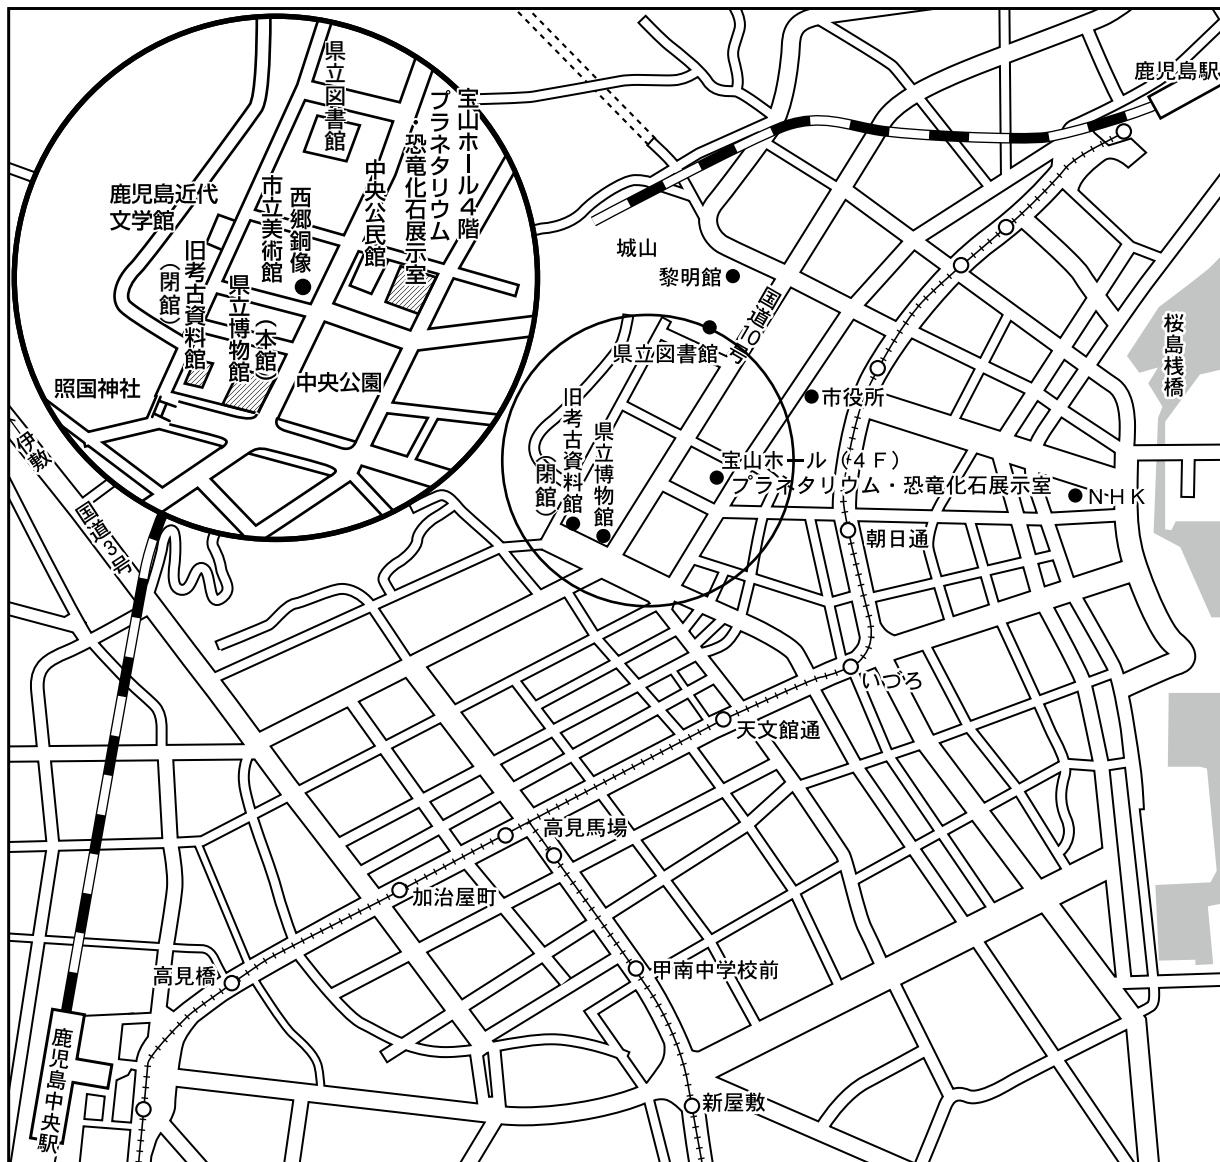 県立図書館
宝山ホール4階
プラネタリウム
・恐竜化石展示室
中央公民館
西郷銅像
市立美術館
鹿児島近代
文学館
旧考古資料館
（閉館）
県立博物館
（本館）
中央公園
照国神社
鹿児島駅
城山
黎明館
国道10号
県立図書館
桜島桟橋
市役所
旧考古資料館
（閉館）
県立博物館
宝山ホール（4F）
プラネタリウム・恐竜化石展示室
NHK
伊敷
国道3号
朝日通
いづろ
天文館通
高見馬場
加治屋町
高見橋
甲南中学校前
新屋敷
鹿児島中央駅